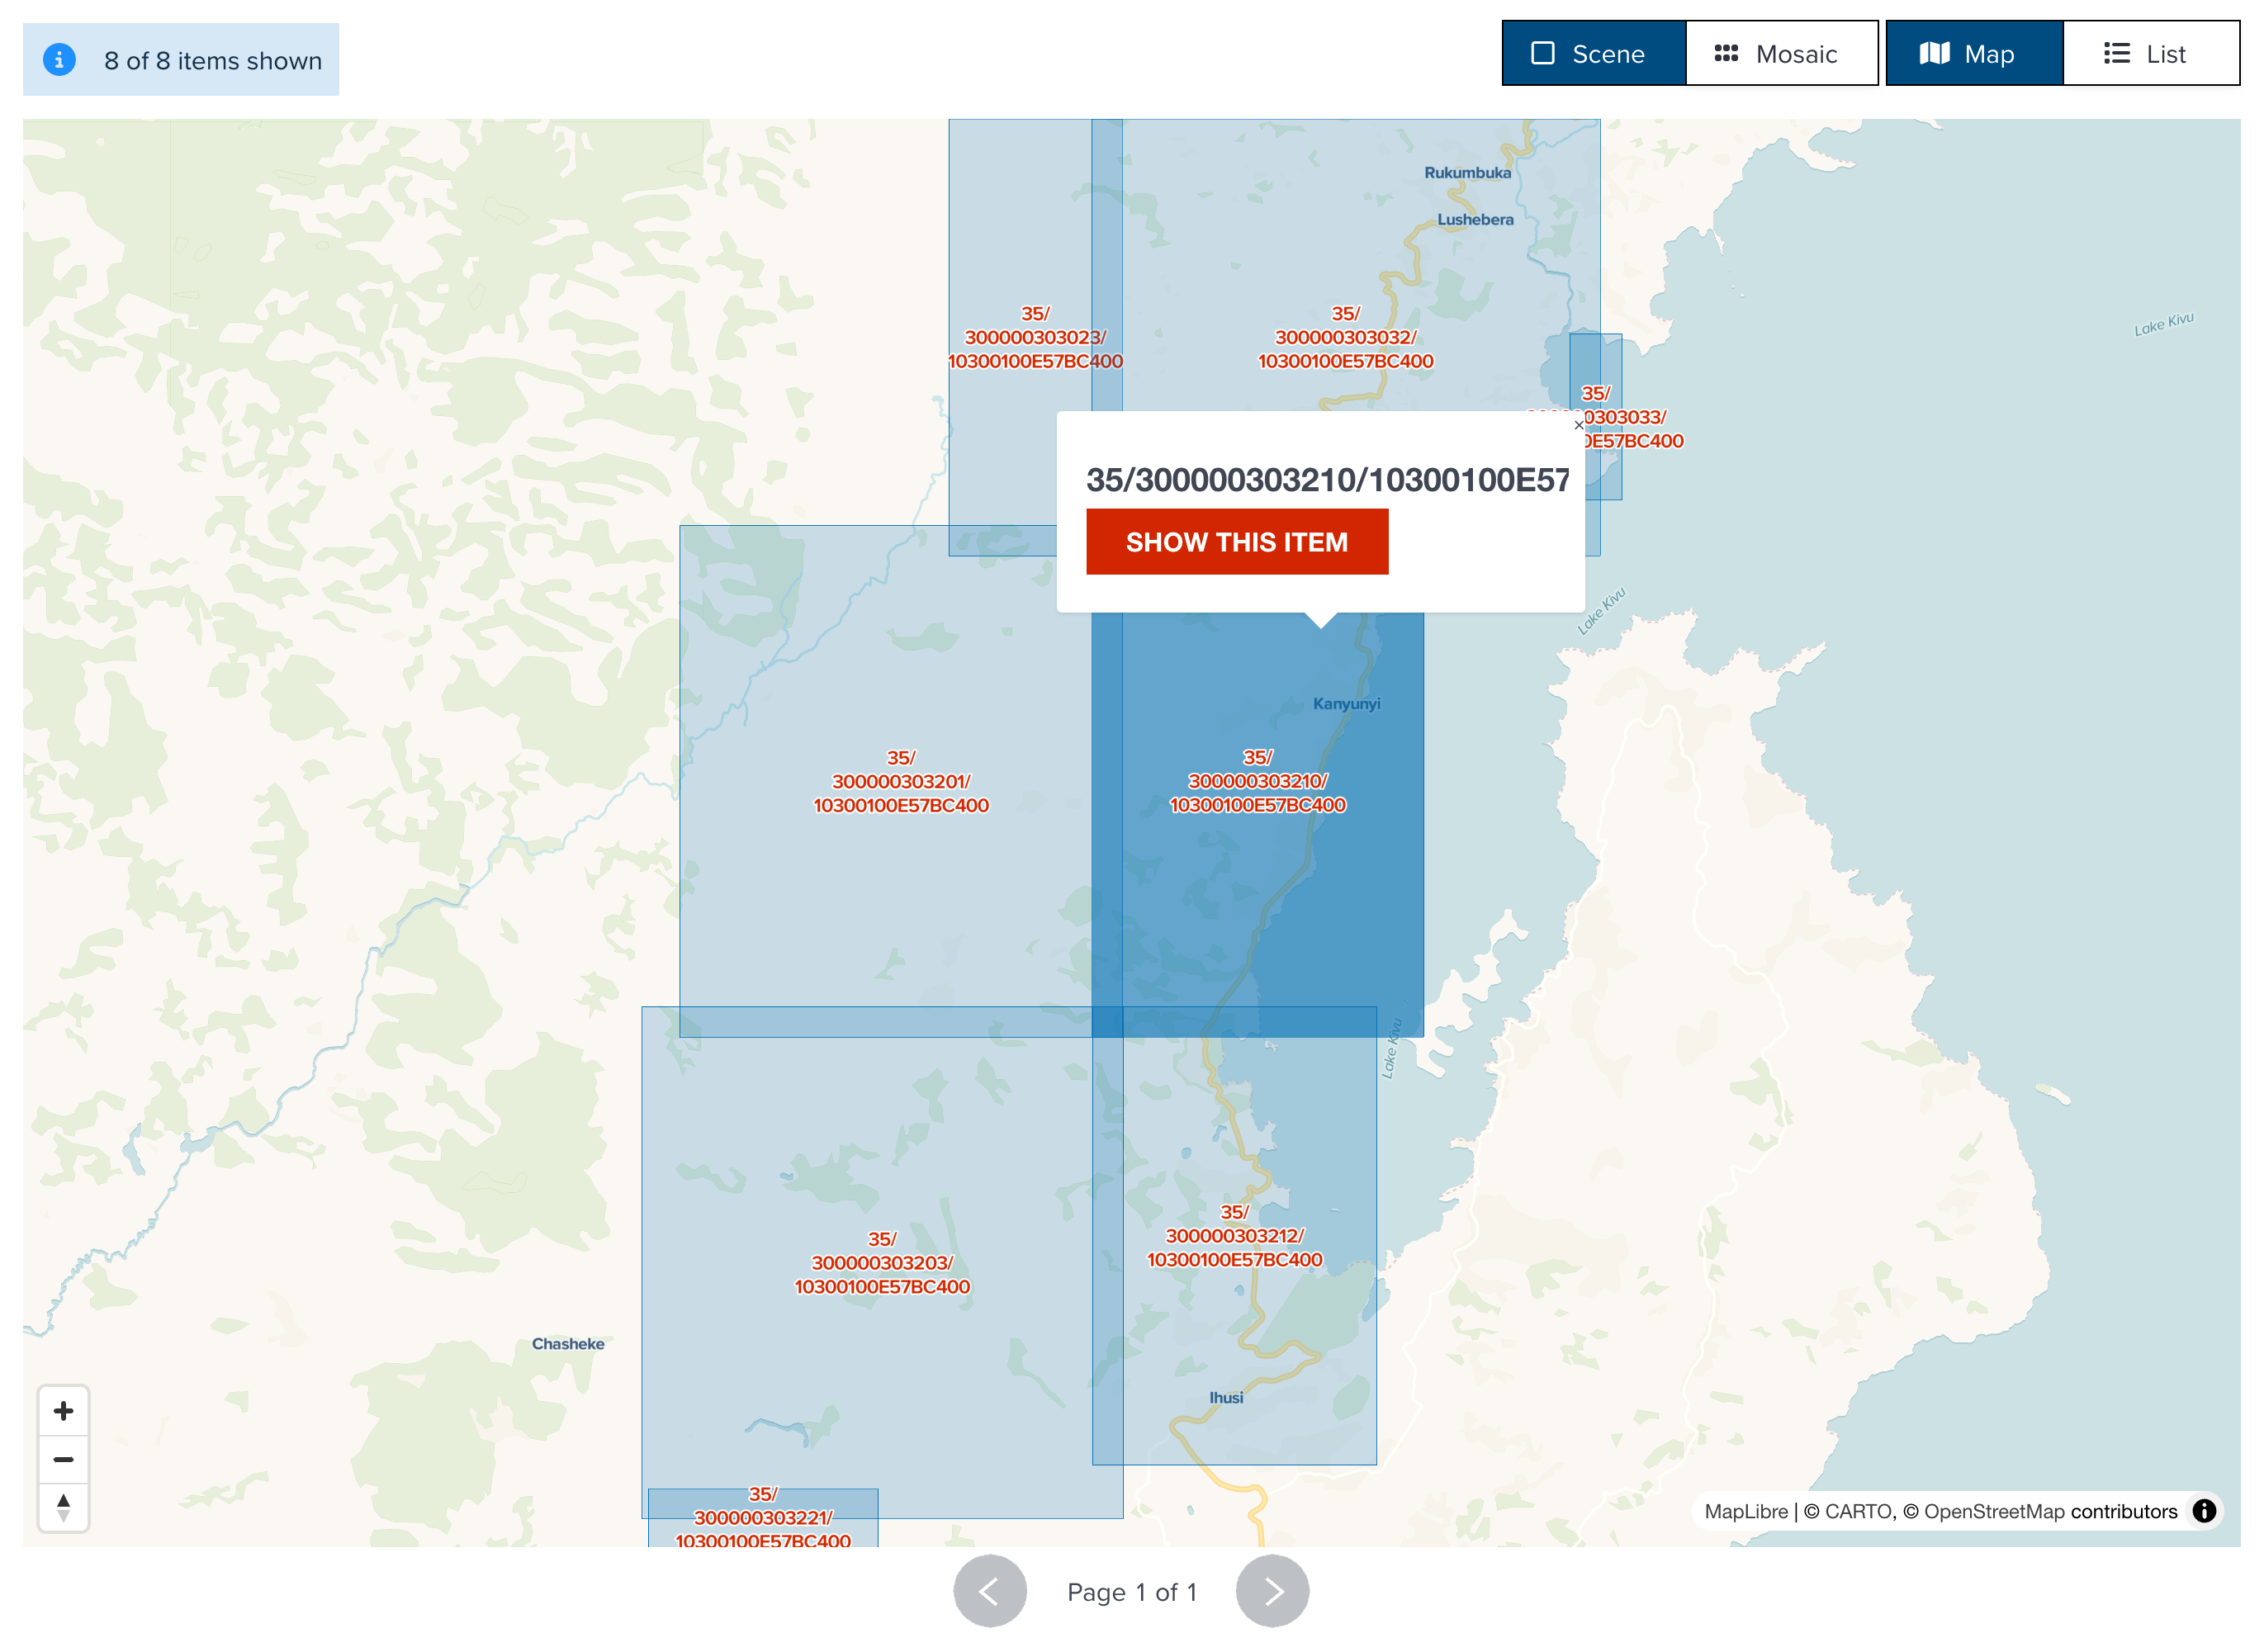 8 of 8 items shown
Scene
Mosaic
Map
List
Rukumbuka
Lushebera
Lake Kivu
35/
300000303023/
10300100E57BC400
35/
300000303032/
10300100E57BC400
35/
0303033/
0E57BC400
×
35/300000303210/10300100E57
SHOW THIS ITEM
Lake Kivu
Kanyunyi
35/
300000303201/
10300100E57BC400
35/
300000303210/
10300100E57BC400
Lake Kivu
35/
300000303203/
10300100E57BC400
35/
300000303212/
10300100E57BC400
Chasheke
Ihusi
35/
300000303221/
10300100E57BC400
MapLibre | © CARTO, © OpenStreetMap contributors
Page 1 of 1